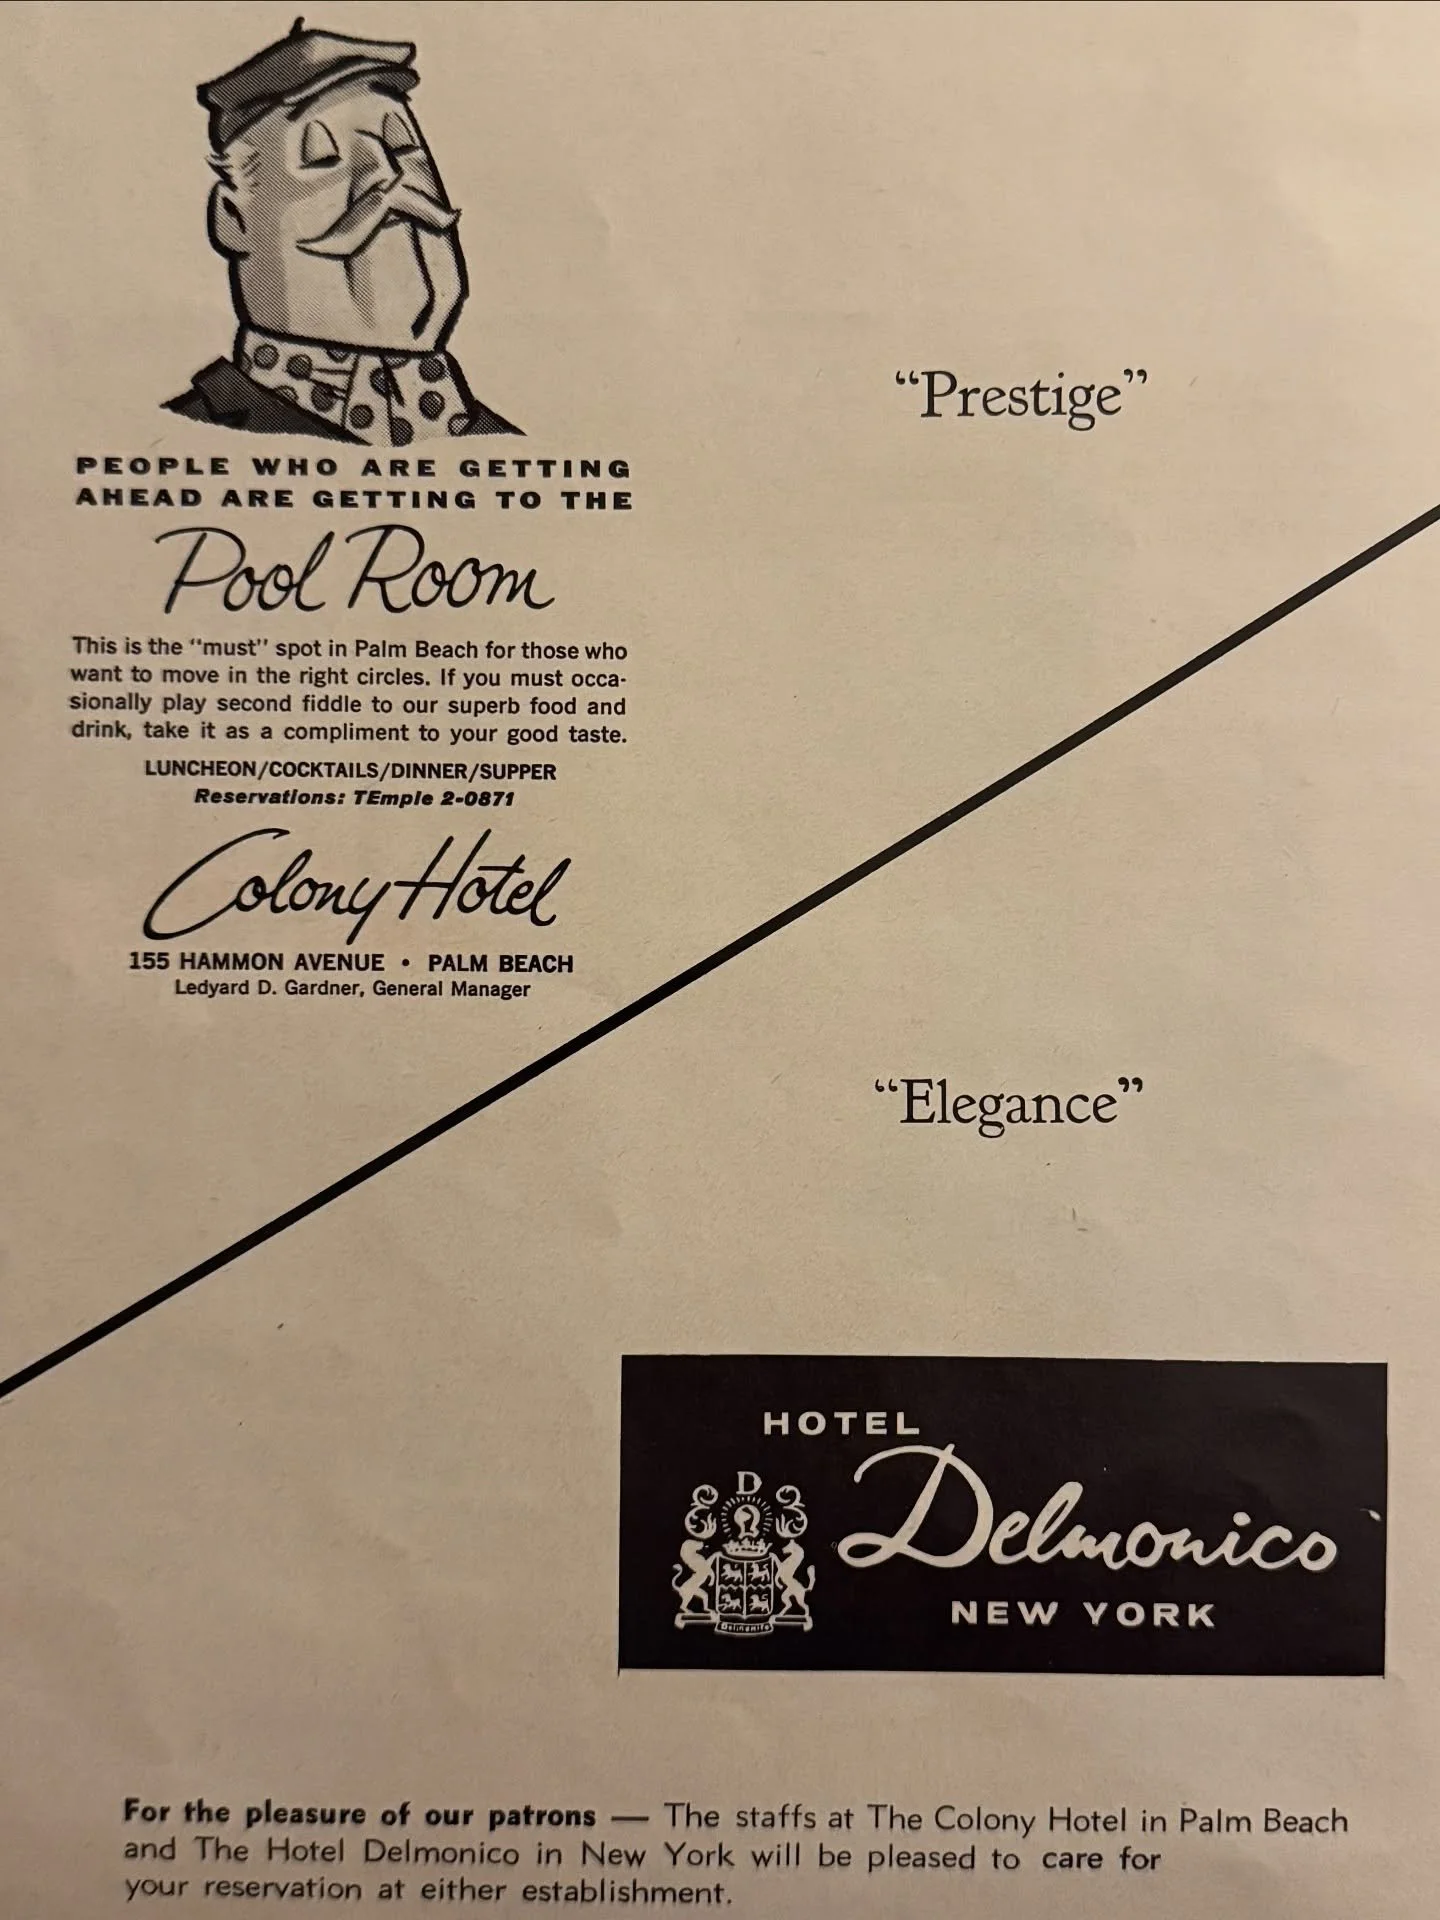 PEOPLE WHO ARE GETTING
AHEAD ARE GETTING TO THE
Pool Room
This is the "must" spot in Palm Beach for those who
want to move in the right circles. If you must occa-
sionally play second fiddle to our superb food and
drink, take it as a compliment to your good taste.
LUNCHEON/COCKTAILS/DINNER/SUPPER
Reservations: TEmple 2-0871
Colony Hotel
155 HAMMON AVENUE • PALM BEACH
Ledyard D. Gardner, General Manager
“Prestige”
“Elegance”
HOTEL
D
Delmonico
NEW YORK
Delmonico
For the pleasure of our patrons — The staffs at The Colony Hotel in Palm Beach
and The Hotel Delmonico in New York will be pleased to care for
your reservation at either establishment.